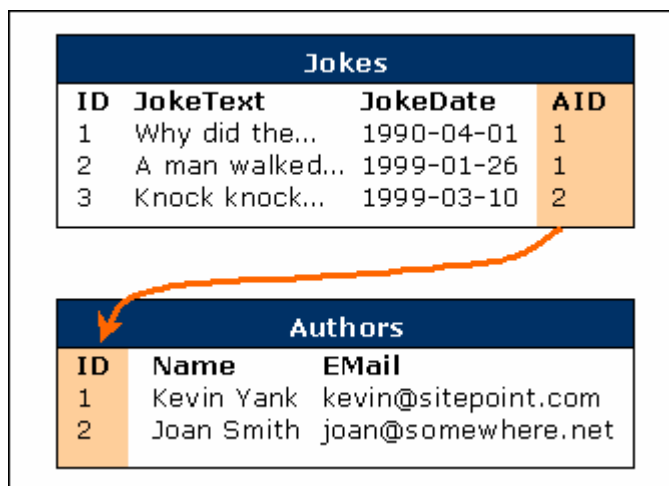 Jokes
ID JokeText JokeDate AID
1 Why did the... 1990-04-01 1
2 A man walked... 1999-01-26 1
3 Knock knock... 1999-03-10 2
Authors
ID Name EMail
1 Kevin Yank kevin@sitepoint.com
2 Joan Smith joan@somewhere.net